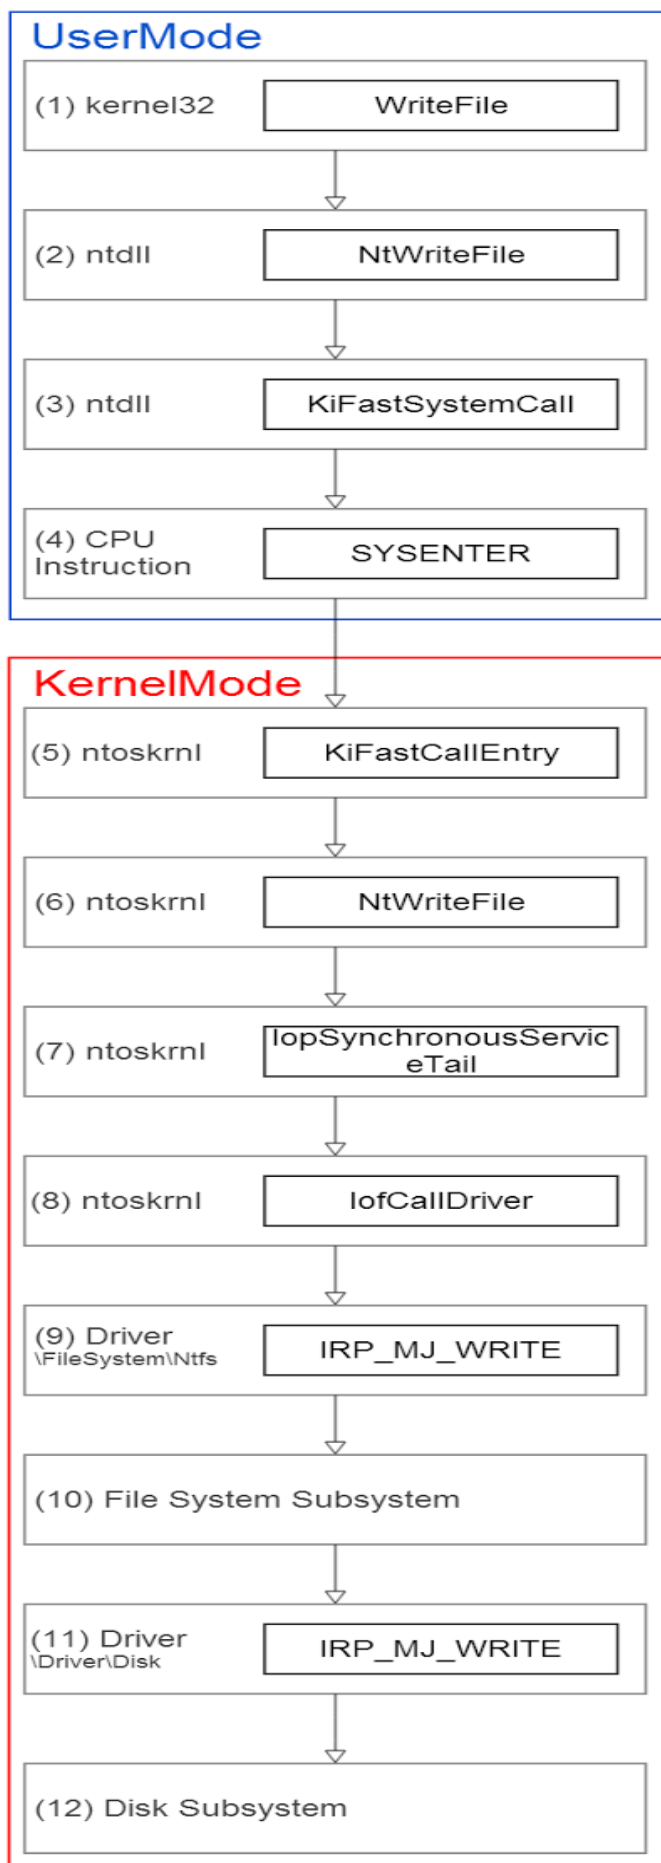 UserMode
(1) kernel32
WriteFile
(2) ntdll
NtWriteFile
(3) ntdll
KiFastSystemCall
(4) CPU
Instruction
SYSENTER
KernelMode
(5) ntoskrnl
KiFastCallEntry
(6) ntoskrnl
NtWriteFile
(7) ntoskrnl
IopSynchronousServic
eTail
(8) ntoskrnl
IofCallDriver
(9) Driver
\FileSystem\Ntfs
IRP_MJ_WRITE
(10) File System Subsystem
(11) Driver
\Driver\Disk
IRP_MJ_WRITE
(12) Disk Subsystem